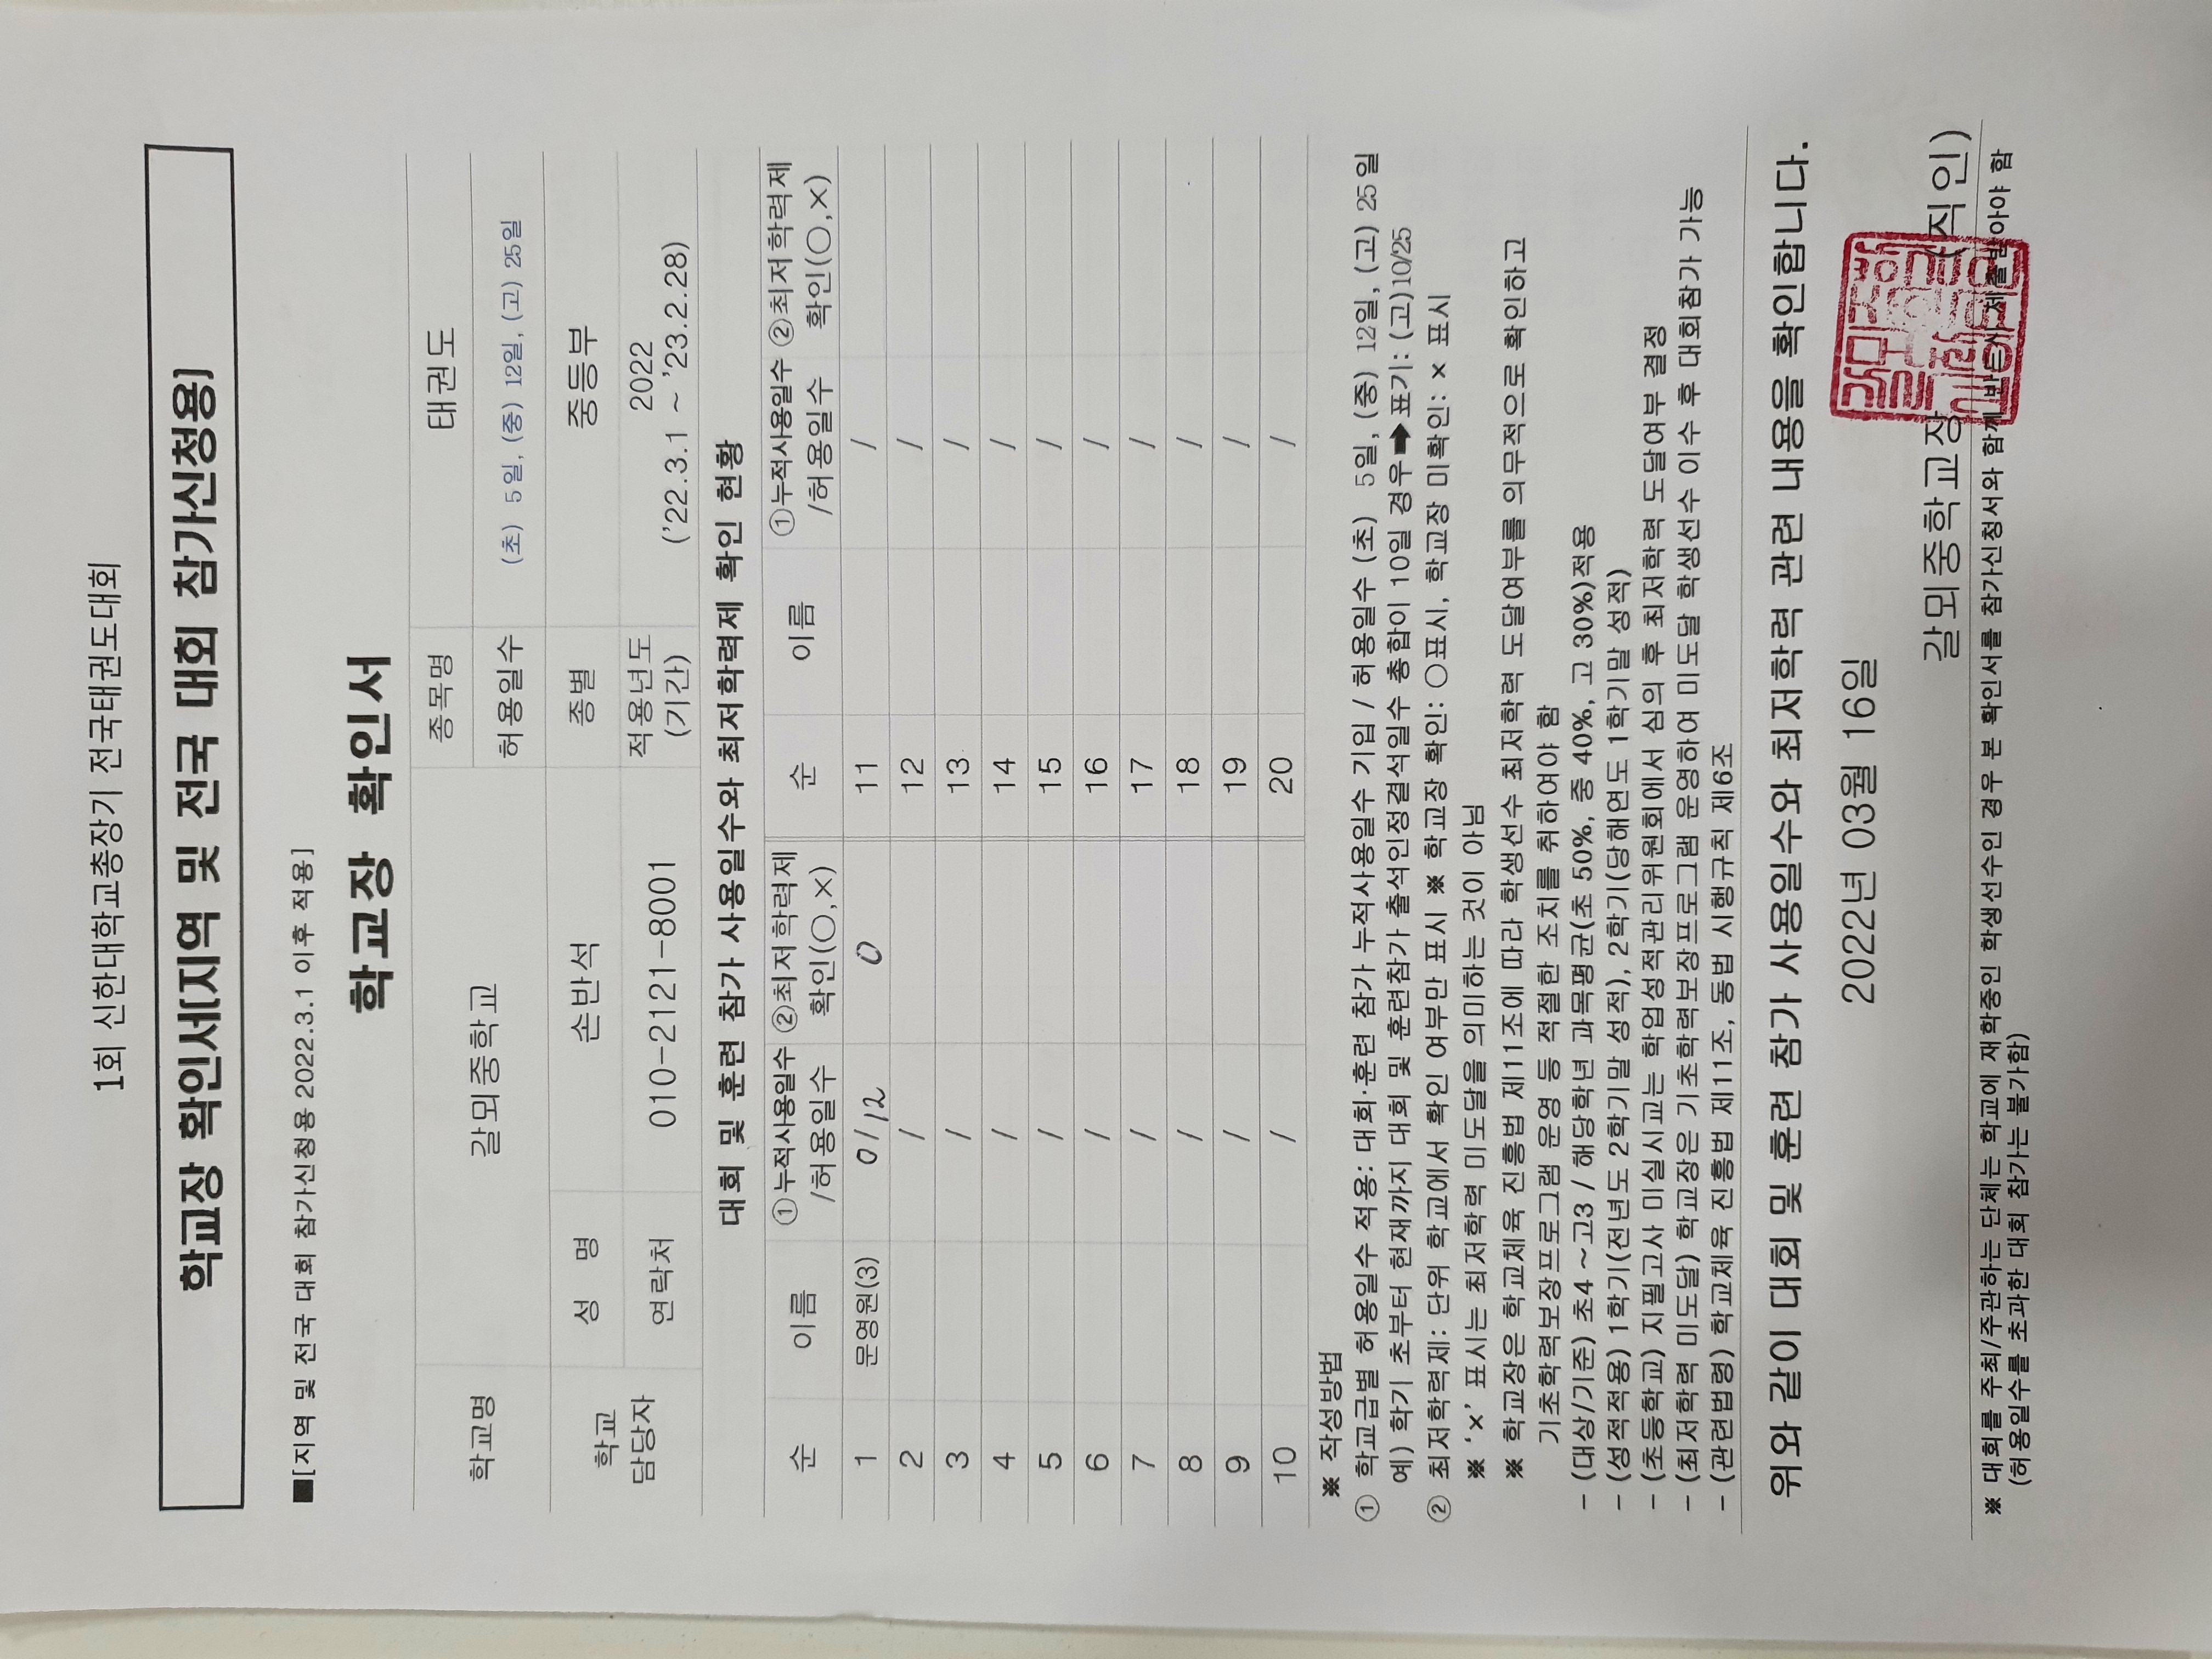 1회 신한대학교총장기 전국태권도대회
학교장 확인서[지역 및 전국 대회 참가신청용]
■[지역 및 전국 대회 참가신청용 2022.3.1 이후 적용]
학교장 확인서
학교명 갈뫼중학교 종목명 태권도
허용일수 (초) 5일, (중) 12일, (고) 25일
학교 담당자 성 명 손반석 종별 중등부
연락처 010-2121-8001 적용년도 (기간) 2022 ('22.3.1 ~ '23.2.28)
대회 및 훈련 참가 사용일수와 최저학력제 확인 현황
순 이름 ①누적사용일수 /허용일수 ②최저학력제 확인(○,×) 순 이름 ①누적사용일수 /허용일수 ②최저학력제 확인(○,×)
1 문영원(3) 0/12 0 11 /
2 / 12 /
3 / 13 /
4 / 14 /
5 / 15 /
6 / 16 /
7 / 17 /
8 / 18 /
9 / 19 /
10 / 20 /
※ 작성방법
① 학교급별 허용일수 적용: 대회·훈련 참가 누적사용일수 기입 / 허용일수 (초) 5일, (중) 12일, (고) 25일
예) 학기 초부터 현재까지 대회 및 훈련참가 출석인정결석일수 총합이 10일 경우➡표기: (고)10/25
② 최저학력제: 단위 학교에서 확인 여부만 표시 ※ 학교장 확인: ○표시, 학교장 미확인: × 표시
※ '×' 표시는 최저학력 미도달을 의미하는 것이 아님
※ 학교장은 학교체육 진흥법 제11조에 따라 학생선수 최저학력 도달여부를 의무적으로 확인하고
기초학력보장프로그램 운영 등 적절한 조치를 취하여야 함
- (대상/기준) 초4 ~고3 / 해당학년 과목평균(초 50%, 중 40%, 고 30%)적용
- (성적적용) 1학기(전년도 2학기말 성적), 2학기(당해연도 1학기말 성적)
- (초등학교) 지필고사 미실시교는 학업성적관리위원회에서 심의 후 최저학력 도달여부 결정
- (최저학력 미도달) 학교장은 기초학력보장프로그램 운영하여 미도달 학생선수 이수 후 대회참가 가능
- (관련법령) 학교체육 진흥법 제11조, 동법 시행규칙 제6조
위와 같이 대회 및 훈련 참가 사용일수와 최저학력 관련 내용을 확인합니다.
2022년 03월 16일
갈뫼중학교장 (직인)
※ 대회를 주최/주관하는 단체는 학교에 재학중인 학생선수인 경우 본 확인서를 참가신청서와 함께 반드시 제출받아야 함
(허용일수를 초과한 대회 참가는 불가함)